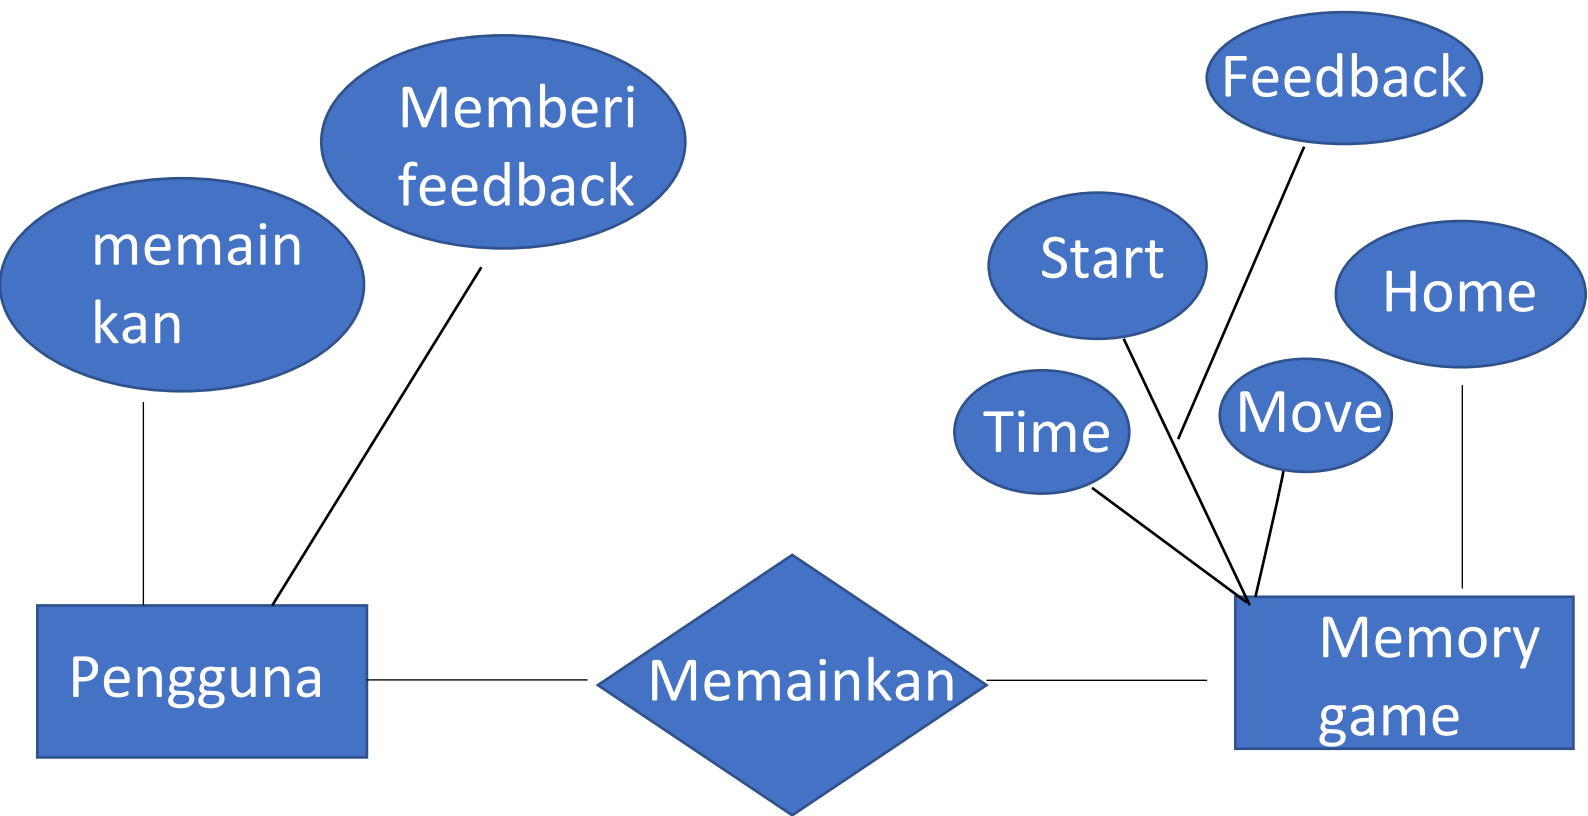 Memberi
feedback
memain
kan
Feedback
Start
Home
Time
Move
Pengguna
Memainkan
Memory
game